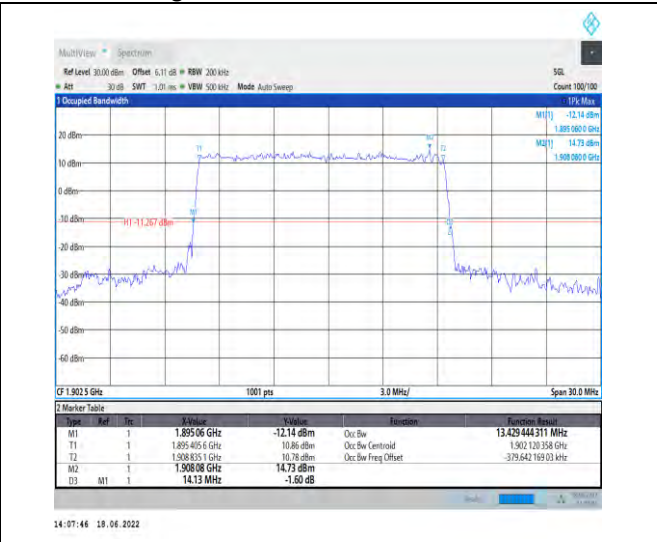 MultiView Spectrum
Ref Level 30.00 dBm Offset 6.11 dB RBW 200 kHz SGL
Att 30 dB SWT 1.01 ms VBW 500 kHz Mode Auto Sweep Count 100/100
1 Occupied Bandwidth 1Pk Max
M1[1] -12.14 dBm
1.895 060 0 GHz
M2[1] 14.73 dBm
1.908 080 0 GHz
20 dBm
T1 M2 T2
10 dBm
0 dBm
M1
-10 dBm H1 -11.267 dBm
-20 dBm
-30 dBm
-40 dBm
-50 dBm
-60 dBm
CF 1.902 5 GHz 1001 pts 3.0 MHz/ Span 30.0 MHz
2 Marker Table
Type Ref Trc X-Value Y-Value Function Function Result
M1 1 1.895 06 GHz -12.14 dBm Occ Bw 13.429 444 311 MHz
T1 1 1.895 405 6 GHz 10.86 dBm Occ Bw Centroid 1.902 120 358 GHz
T2 1 1.908 835 1 GHz 10.78 dBm Occ Bw Freq Offset -379.642 169 03 kHz
M2 1 1.908 08 GHz 14.73 dBm
D3 M1 1 14.13 MHz -1.60 dB
14:07:46 18.06.2022